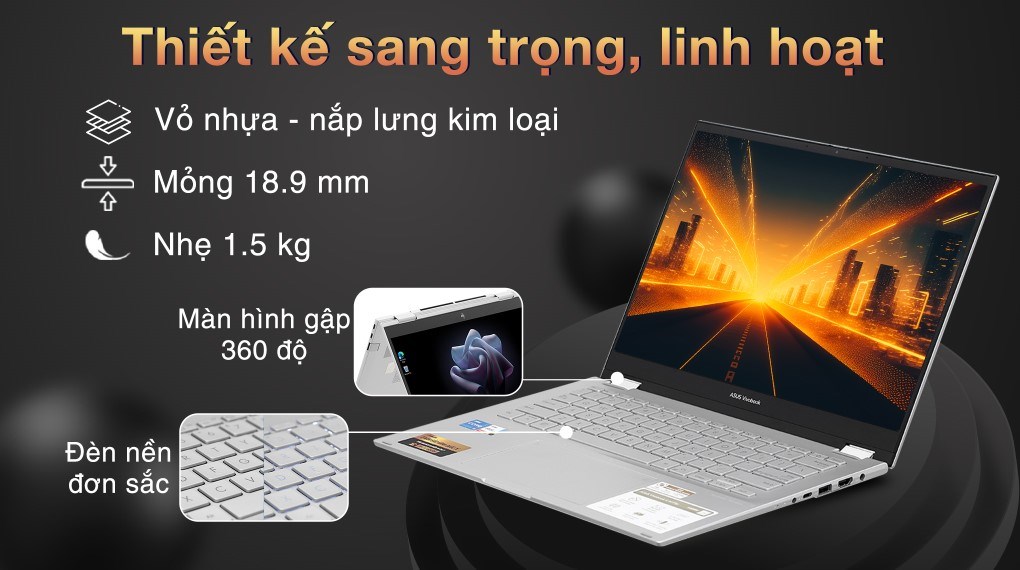 Thiết kế sang trọng, linh hoạt
Vỏ nhựa - nắp lưng kim loại
Mỏng 18.9 mm
Nhẹ 1.5 kg
Màn hình gập
360 độ
Đèn nền
đơn sắc
ASUS Vivobook